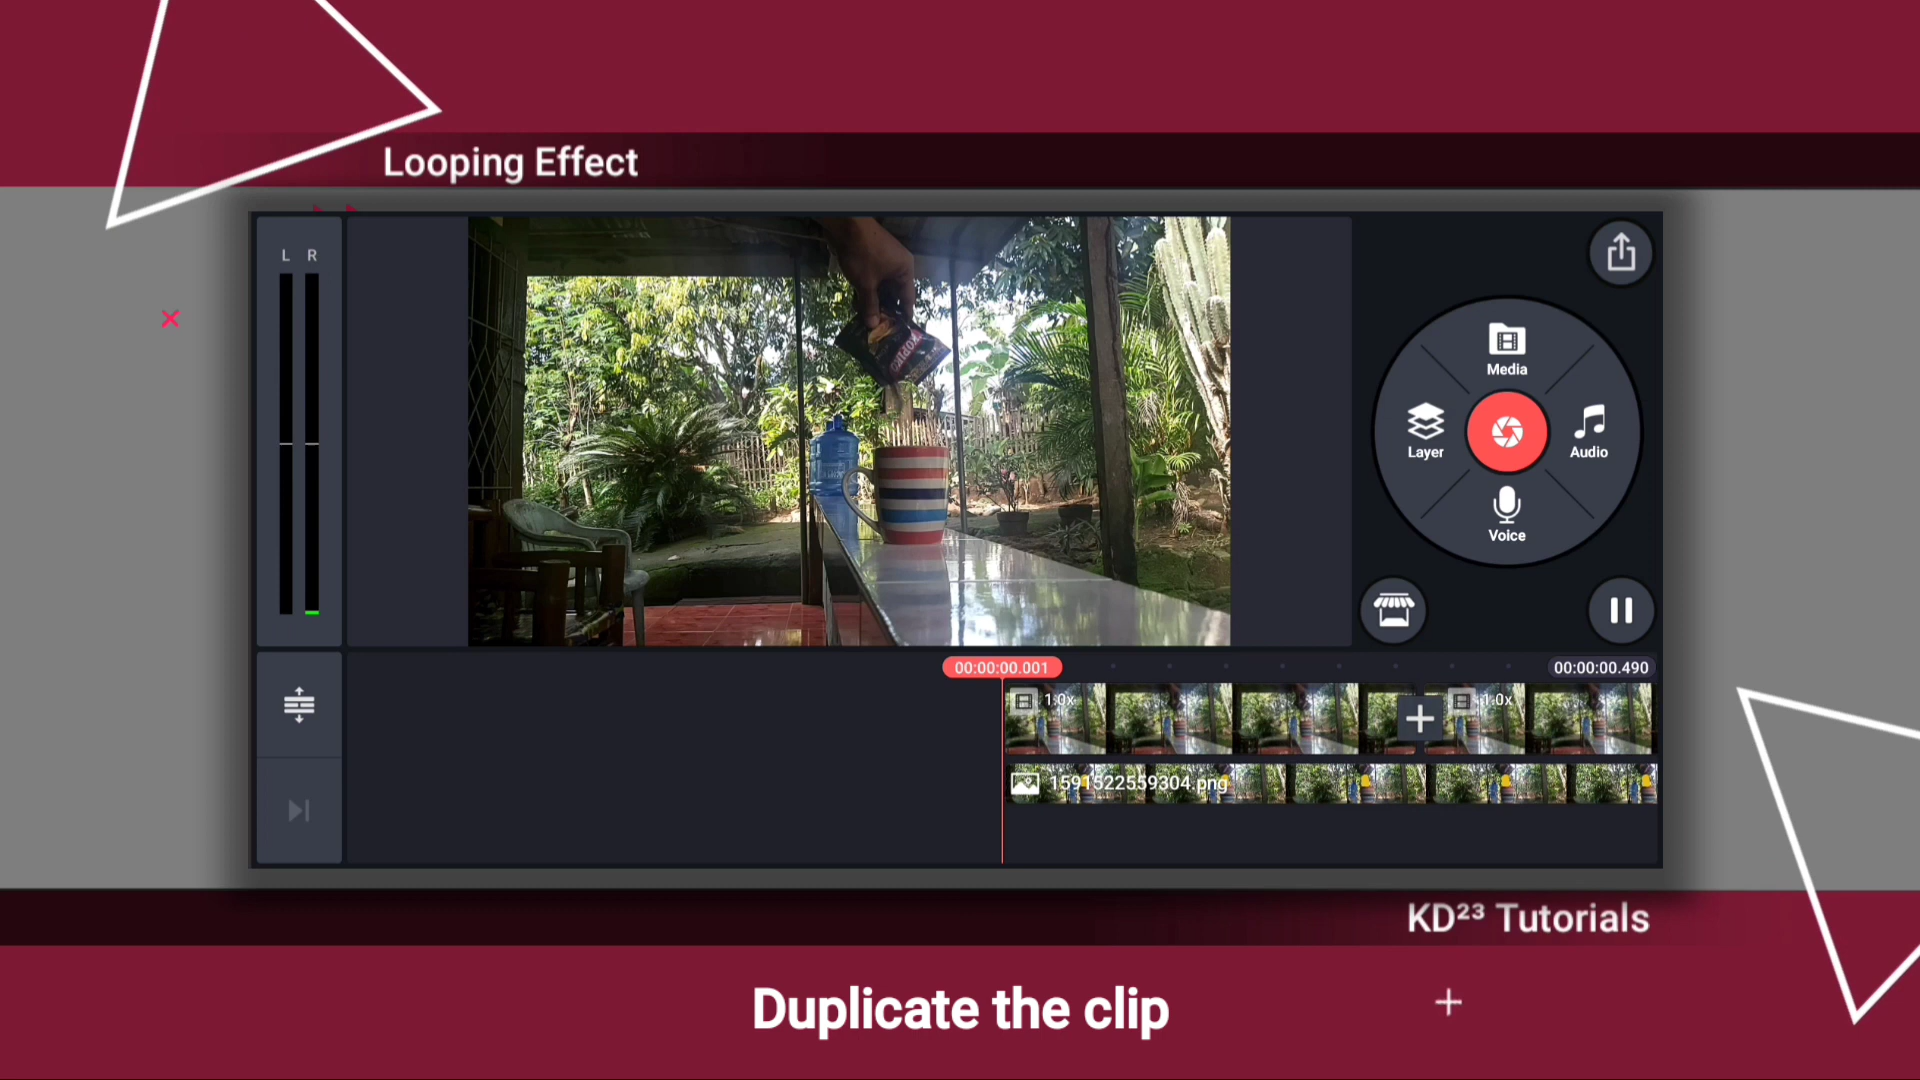 Looping Effect
L R
Media
Layer
Audio
Voice
00:00:00.001
00:00:00.490
1.0x
1.0x
1591522559304.png
KD²³ Tutorials
Duplicate the clip